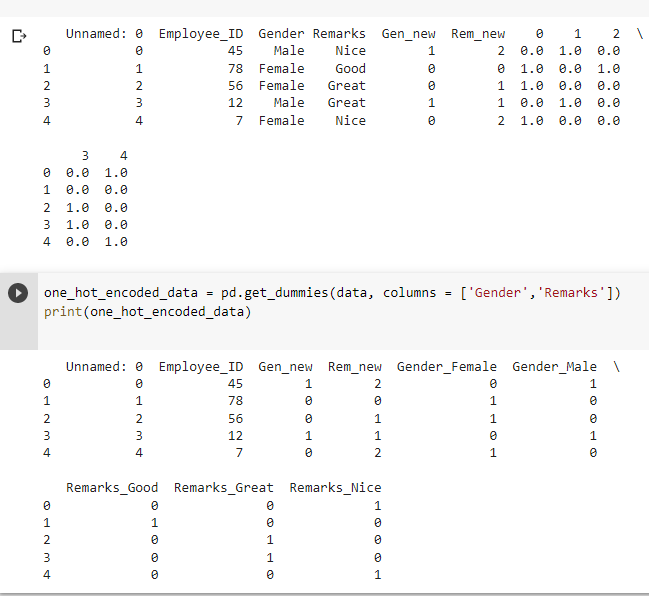 Unnamed: 0  Employee_ID  Gender Remarks  Gen_new  Rem_new    0    1    2  \
0           0           45    Male    Nice        1        2  0.0  1.0  0.0
1           1           78  Female    Good        0        0  1.0  0.0  1.0
2           2           56  Female   Great        0        1  1.0  0.0  0.0
3           3           12    Male   Great        1        1  0.0  1.0  0.0
4           4            7  Female    Nice        0        2  1.0  0.0  0.0
3    4
0  0.0  1.0
1  0.0  0.0
2  1.0  0.0
3  1.0  0.0
4  0.0  1.0
one_hot_encoded_data = pd.get_dummies(data, columns = ['Gender','Remarks'])
print(one_hot_encoded_data)
Unnamed: 0  Employee_ID  Gen_new  Rem_new  Gender_Female  Gender_Male  \
0           0           45        1        2              0            1
1           1           78        0        0              1            0
2           2           56        0        1              1            0
3           3           12        1        1              0            1
4           4            7        0        2              1            0
Remarks_Good  Remarks_Great  Remarks_Nice
0             0              0             1
1             1              0             0
2             0              1             0
3             0              1             0
4             0              0             1